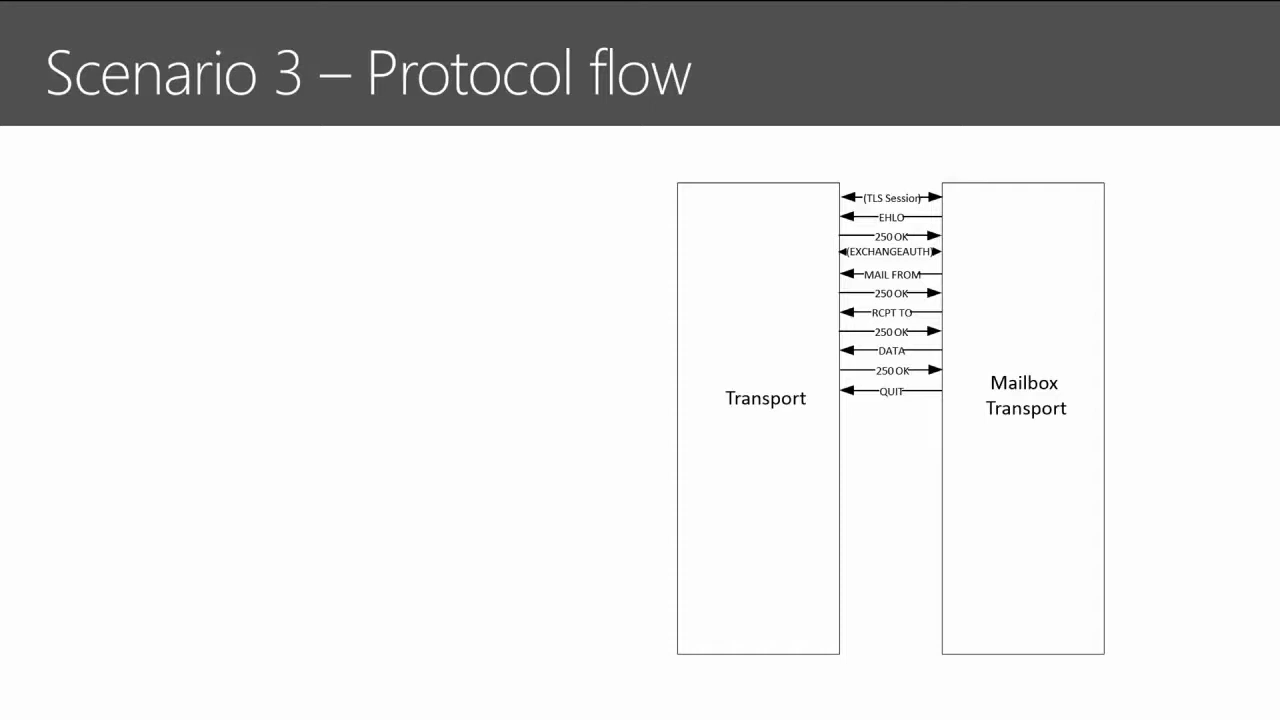 Scenario 3 – Protocol flow
(TLS Session)
EHLO
250 OK
(EXCHANGEAUTH)
MAIL FROM
250 OK
RCPT TO
250 OK
DATA
250 OK
QUIT
Transport
Mailbox
Transport